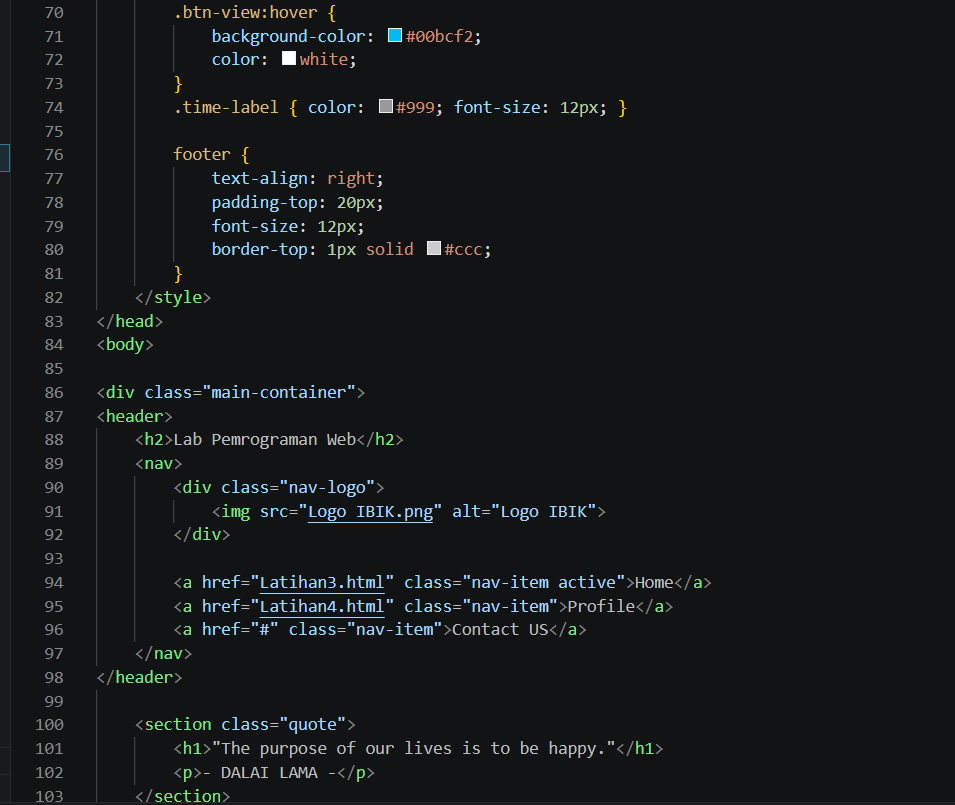 70 .btn-view:hover {
71 background-color: #00bcf2;
72 color: white;
73 }
74 .time-label { color: #999; font-size: 12px; }
75
76 footer {
77 text-align: right;
78 padding-top: 20px;
79 font-size: 12px;
80 border-top: 1px solid #ccc;
81 }
82 </style>
83 </head>
84 <body>
85
86 <div class="main-container">
87 <header>
88 <h2>Lab Pemrograman Web</h2>
89 <nav>
90 <div class="nav-logo">
91 <img src="Logo IBIK.png" alt="Logo IBIK">
92 </div>
93
94 <a href="Latihan3.html" class="nav-item active">Home</a>
95 <a href="Latihan4.html" class="nav-item">Profile</a>
96 <a href="#" class="nav-item">Contact US</a>
97 </nav>
98 </header>
99
100 <section class="quote">
101 <h1>"The purpose of our lives is to be happy."</h1>
102 <p>- DALAI LAMA -</p>
103 </section>